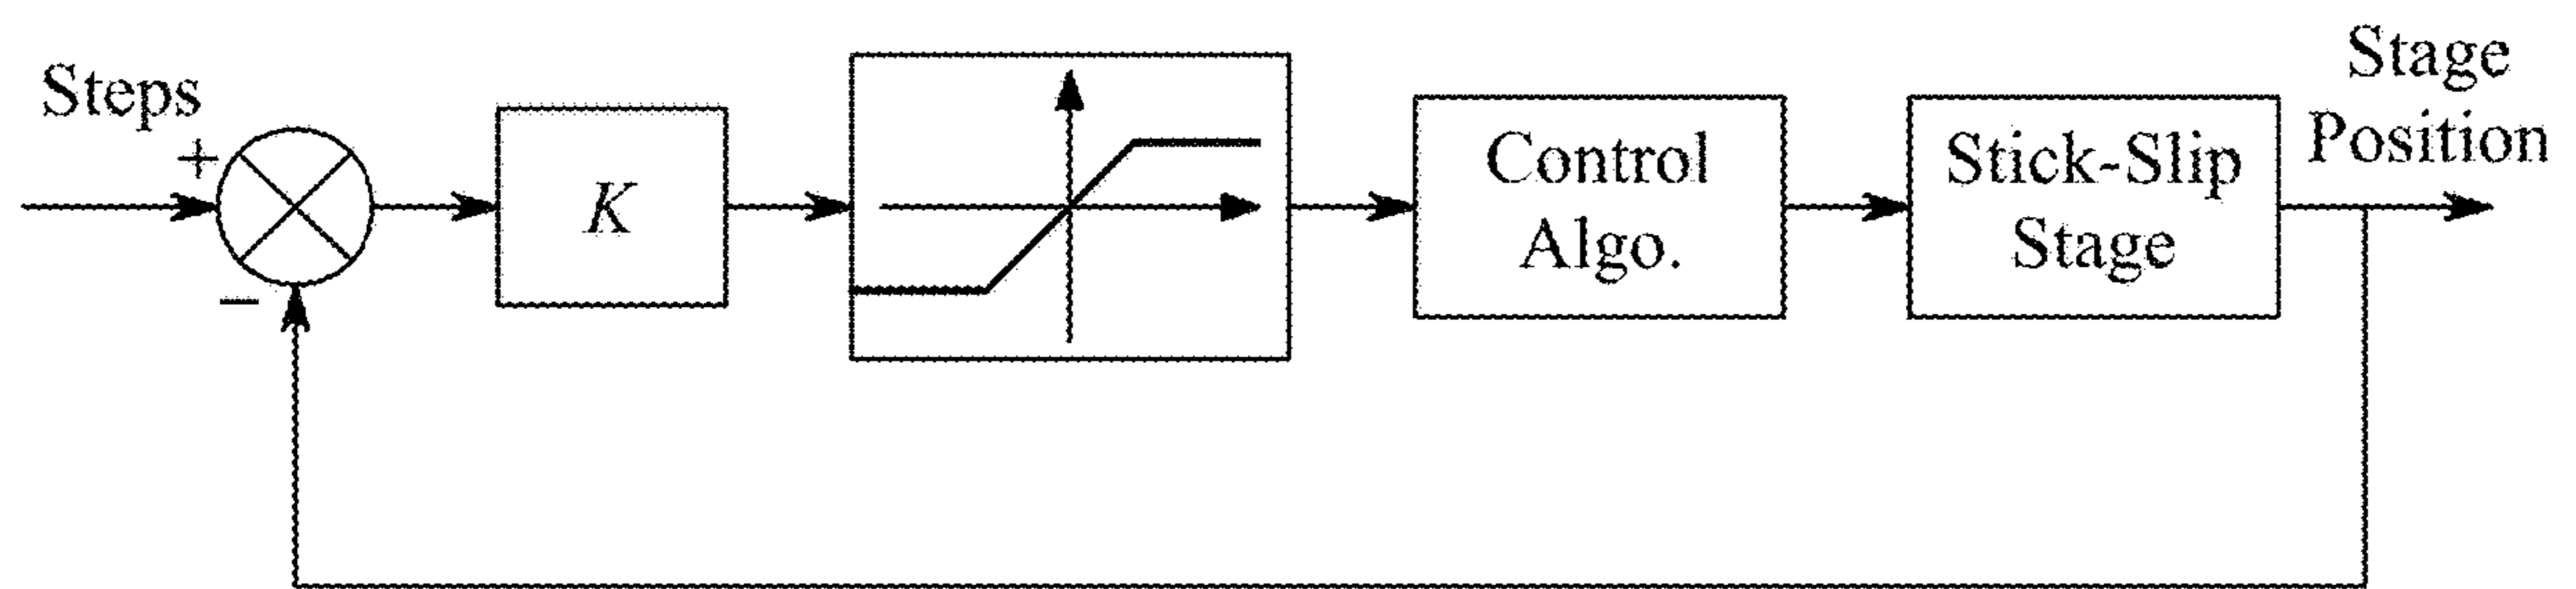 Steps
+
−
K
Control
Algo.
Stick-Slip
Stage
Stage
Position